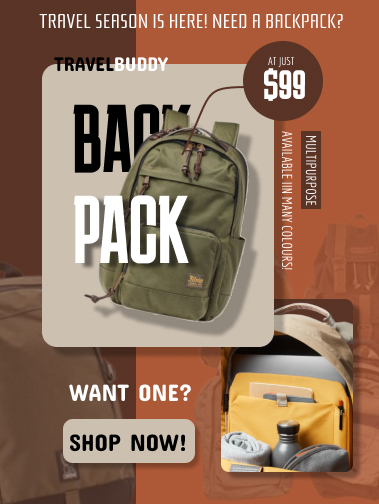 TRAVEL SEASON IS HERE! NEED A BACKPACK?
TRAVELBUDDY
AT JUST
$99
BACK
PACK
MULTIPURPOSE
AVAILABLE IIN MANY COLOURS!
WANT ONE?
SHOP NOW!